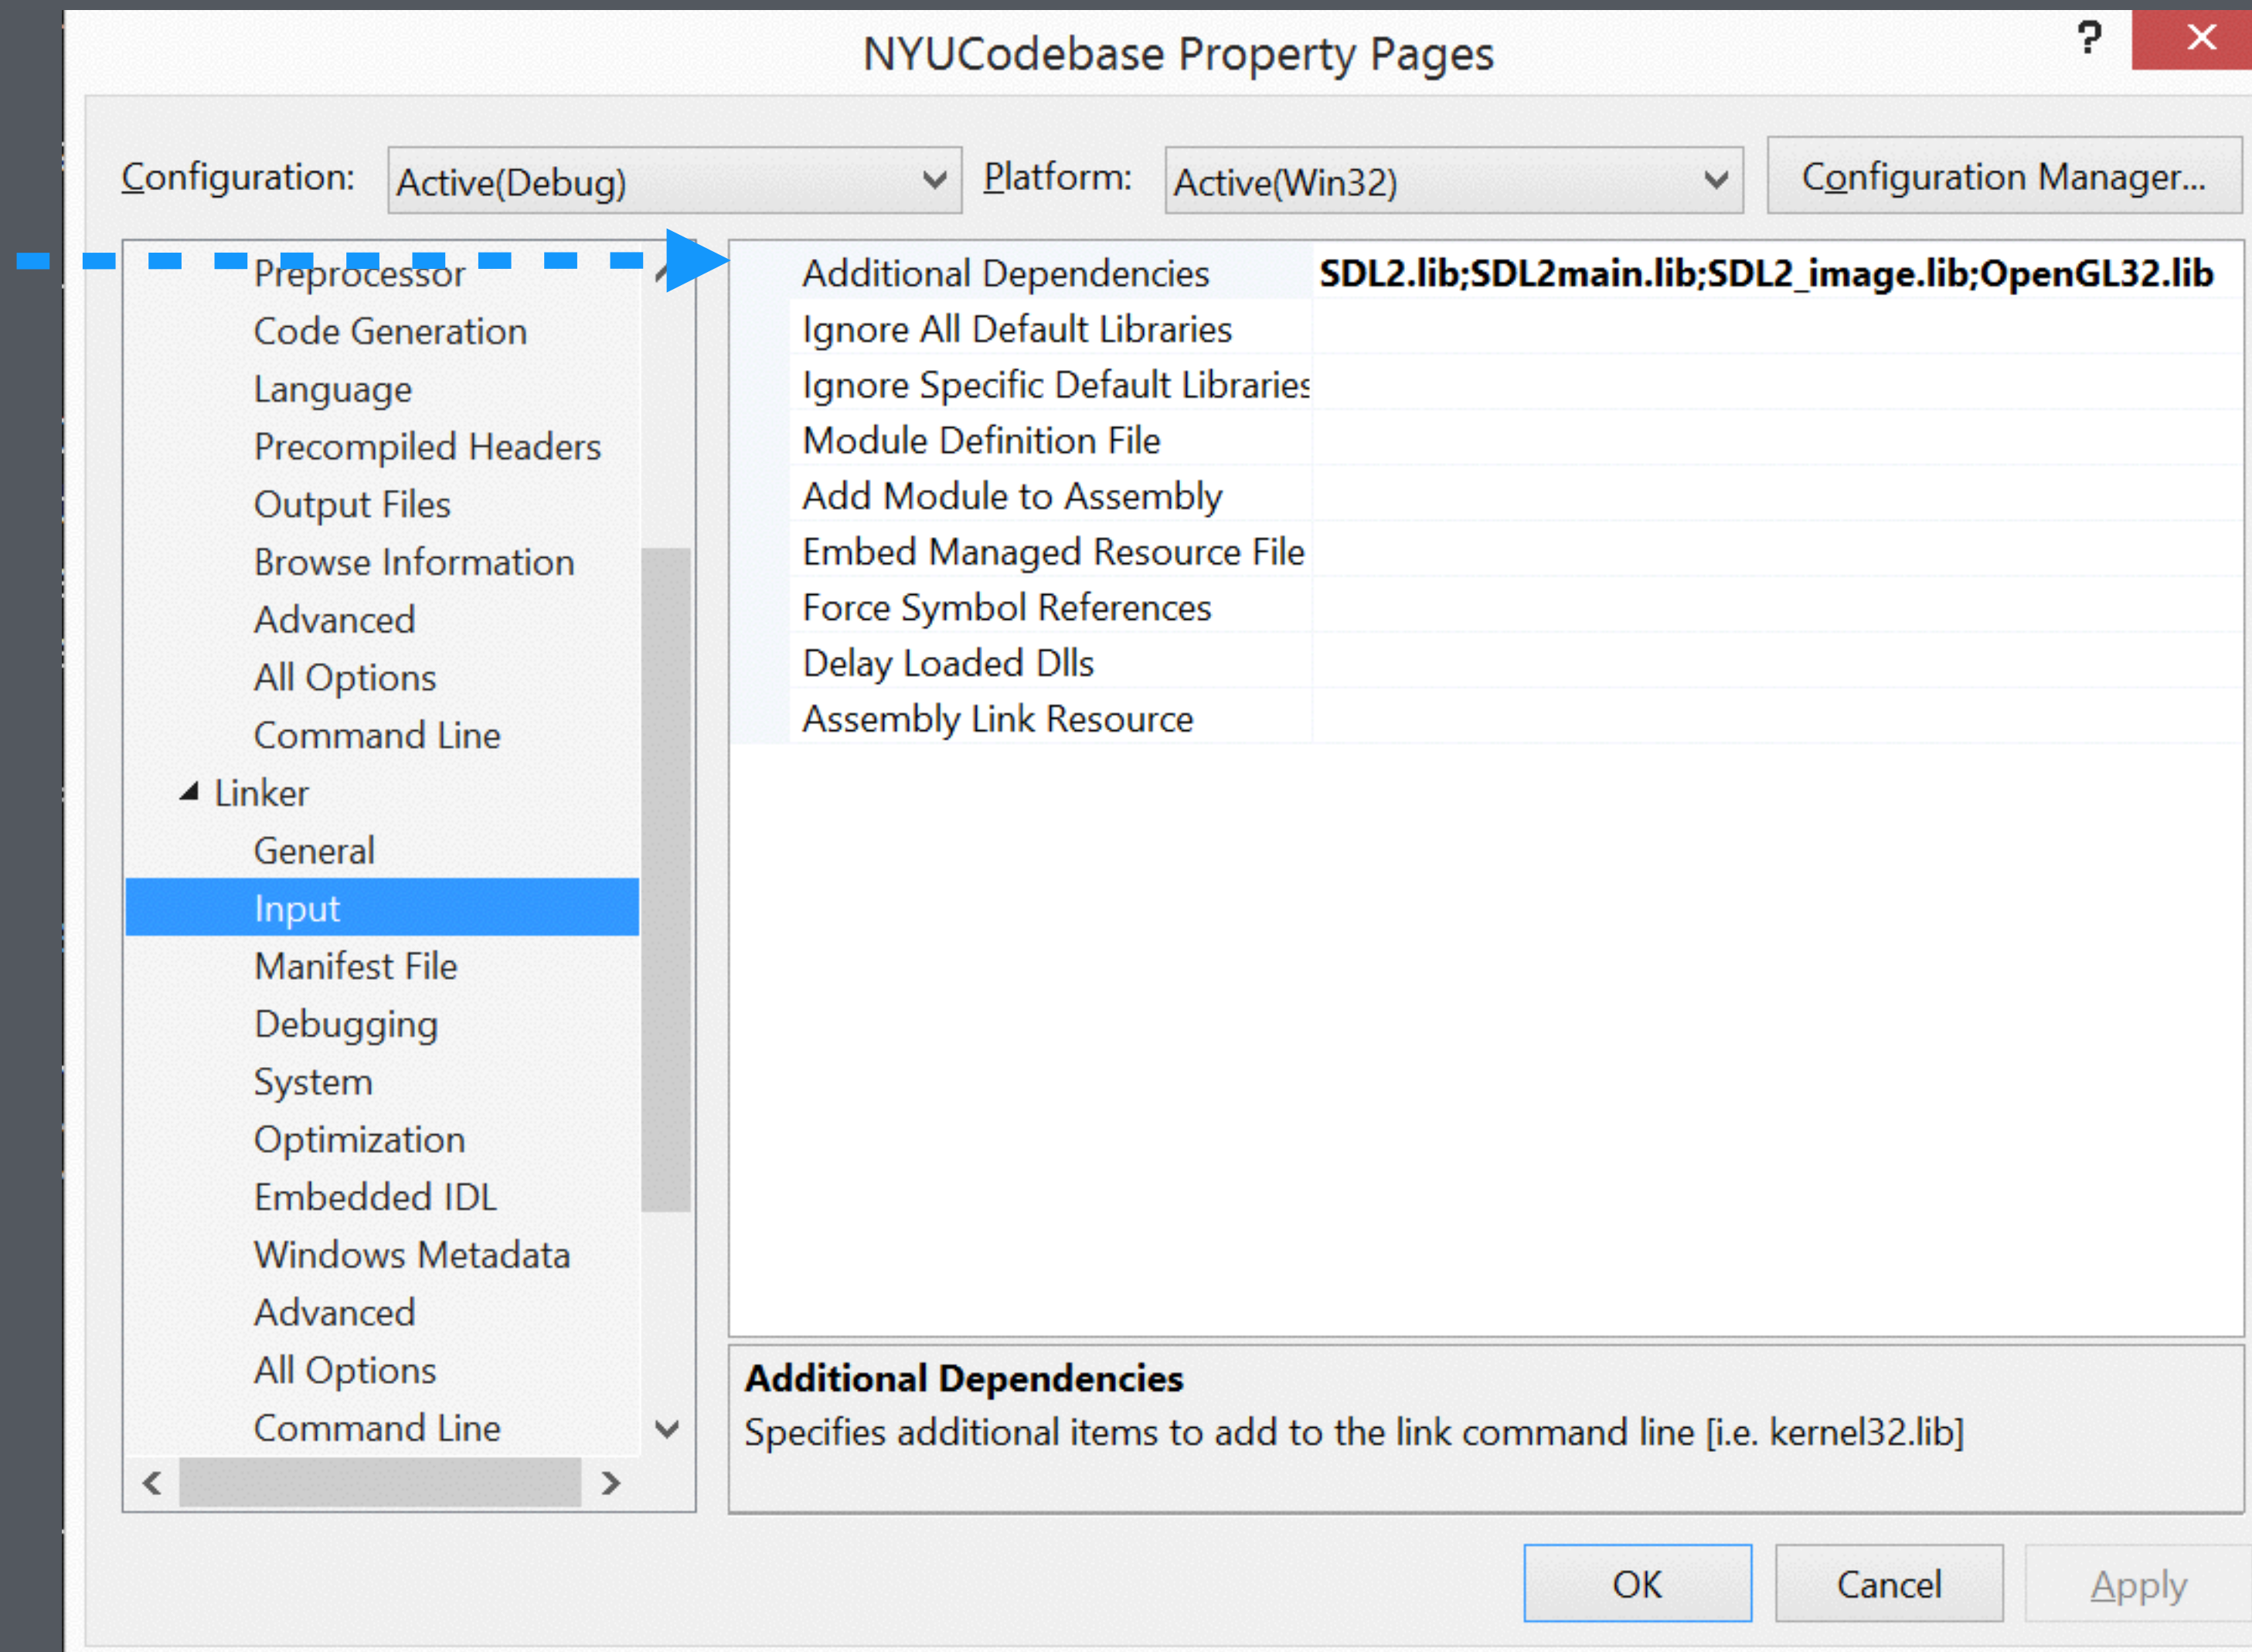 NYUCodebase Property Pages
?
Configuration: Active(Debug) Platform: Active(Win32) Configuration Manager...
Preprocessor
Code Generation
Language
Precompiled Headers
Output Files
Browse Information
Advanced
All Options
Command Line
Linker
General
Input
Manifest File
Debugging
System
Optimization
Embedded IDL
Windows Metadata
Advanced
All Options
Command Line
Additional Dependencies SDL2.lib;SDL2main.lib;SDL2_image.lib;OpenGL32.lib
Ignore All Default Libraries
Ignore Specific Default Libraries
Module Definition File
Add Module to Assembly
Embed Managed Resource File
Force Symbol References
Delay Loaded Dlls
Assembly Link Resource
Additional Dependencies
Specifies additional items to add to the link command line [i.e. kernel32.lib]
OK Cancel Apply